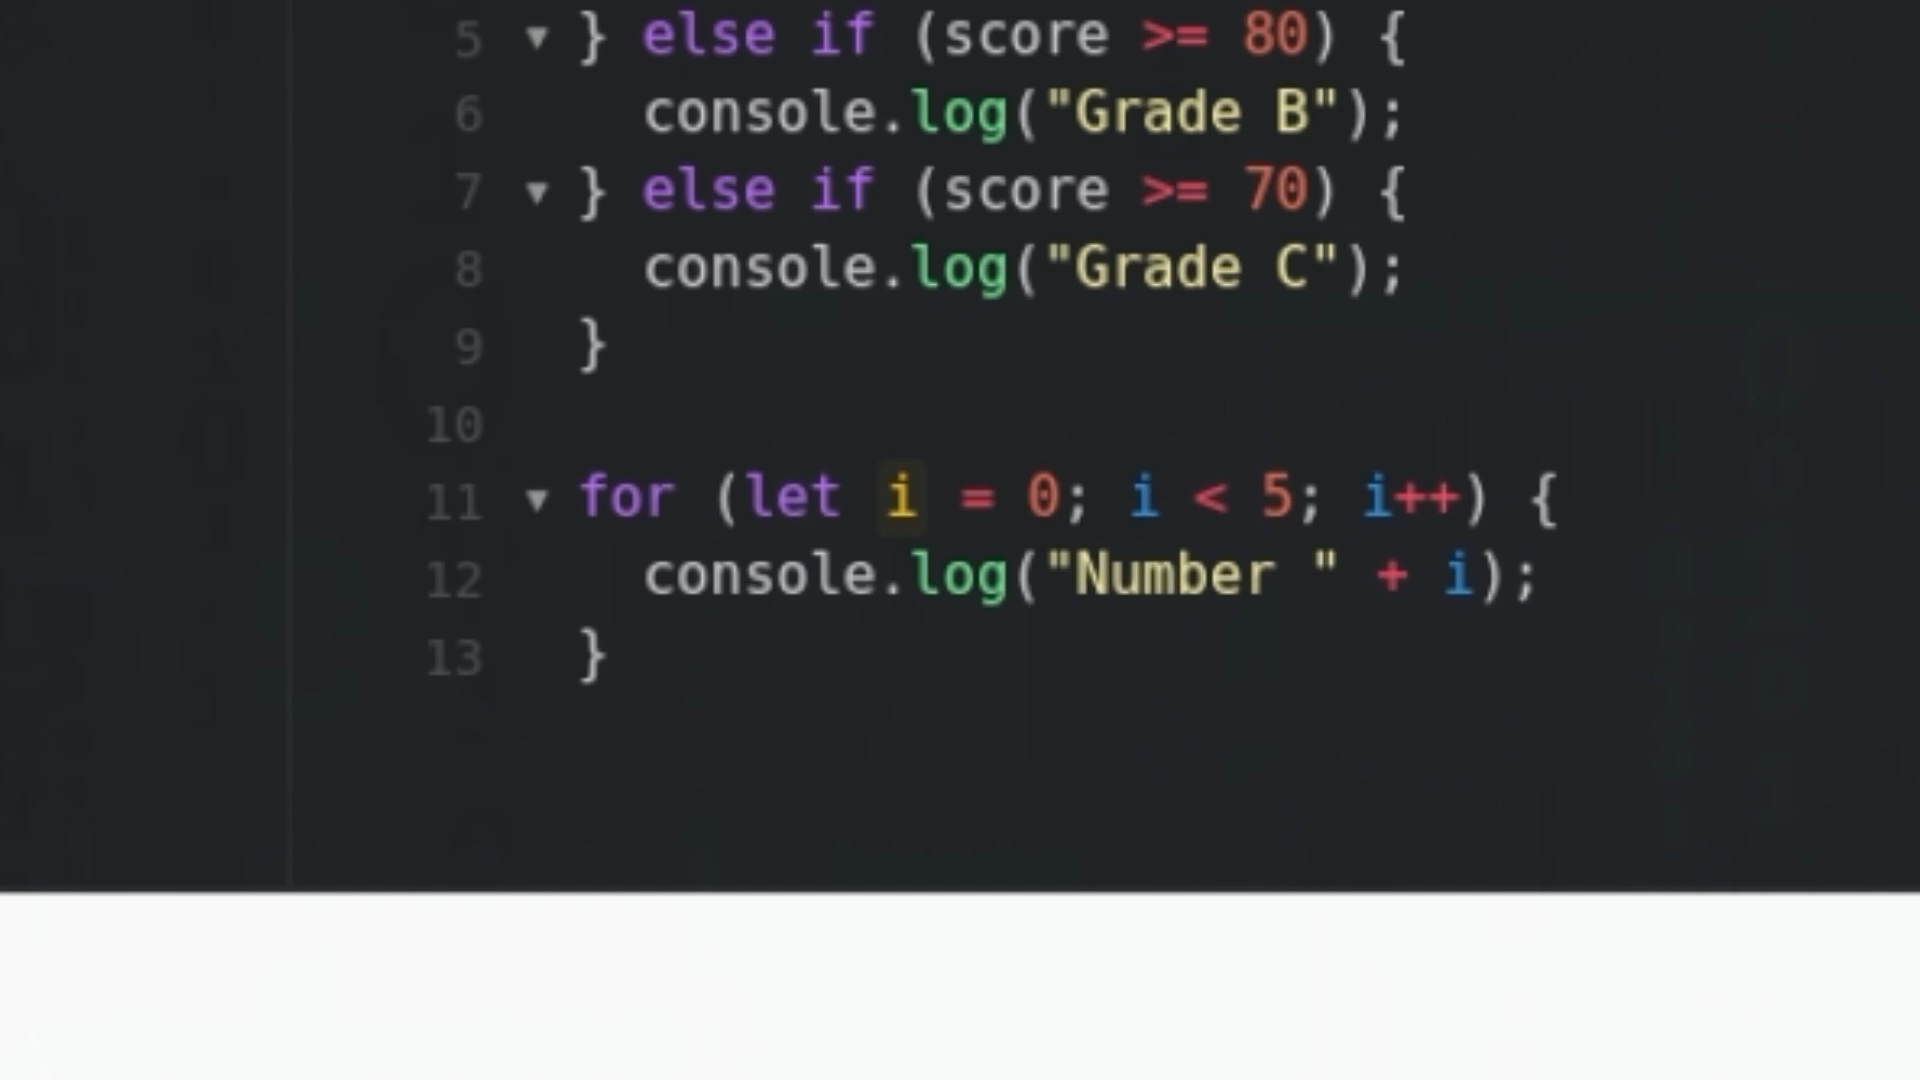 5 ▼ } else if (score >= 80) {
6 console.log("Grade B");
7 ▼ } else if (score >= 70) {
8 console.log("Grade C");
9 }
10
11 ▼ for (let i = 0; i < 5; i++) {
12 console.log("Number " + i);
13 }